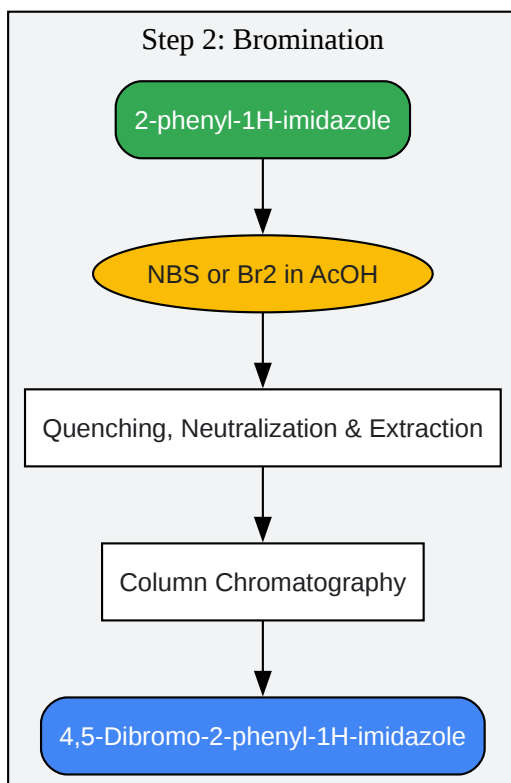 Step 2: Bromination
2-phenyl-1H-imidazole
NBS or Br2 in AcOH
Quenching, Neutralization & Extraction
Column Chromatography
4,5-Dibromo-2-phenyl-1H-imidazole